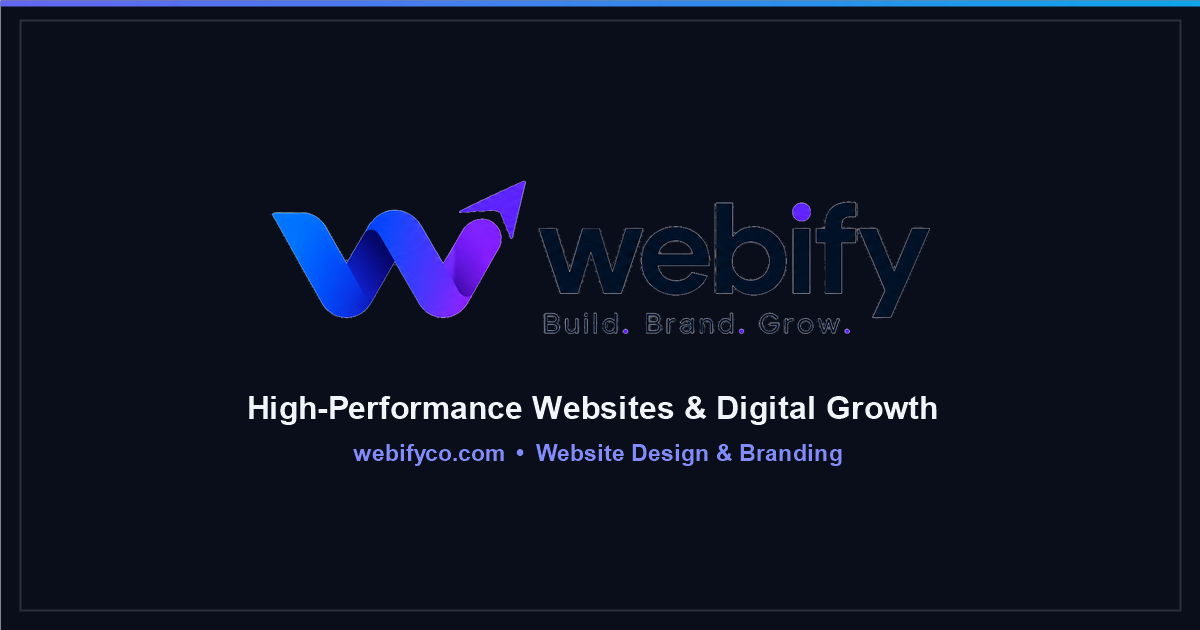 webify
Build. Brand. Grow.
High-Performance Websites & Digital Growth
webifyco.com • Website Design & Branding